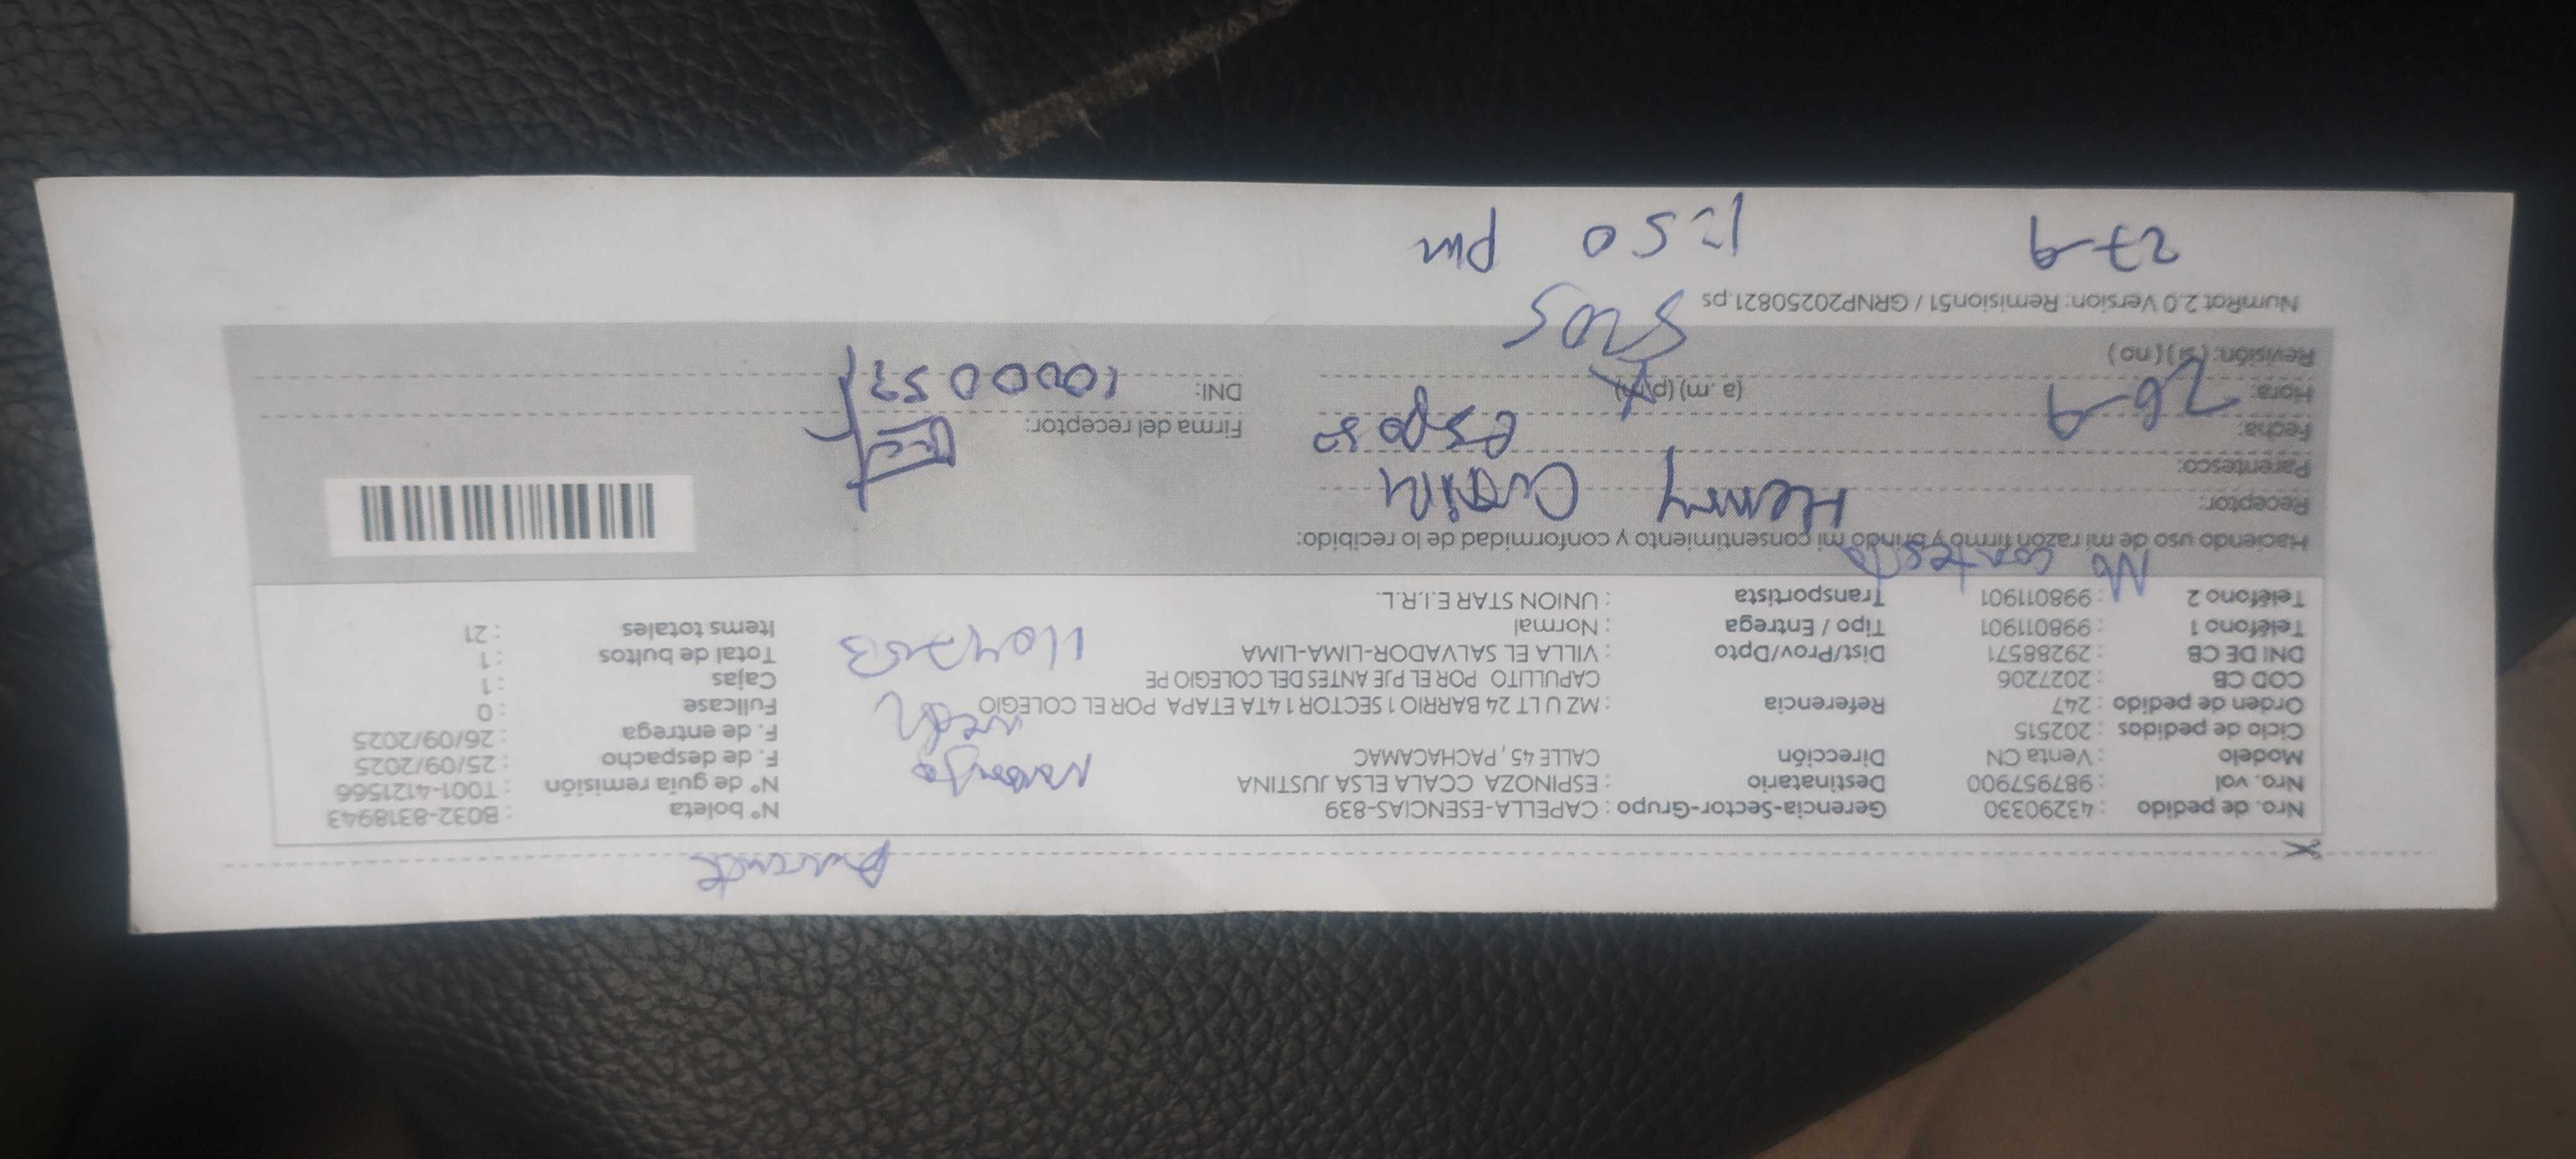 Ausente
Nro. de pedido : 43290330 Gerencia-Sector-Grupo : CAPELLA-ESENCIAS-839 N° boleta : B032-8318943
Nro. vol : 987957900 Destinatario : ESPINOZA CCALA ELSA JUSTINA N° de guía remisión : T001-4121566
Modelo : Venta CN Dirección CALLE 45, PACHACAMAC F. de despacho : 25/09/2025
Naranja
Ciclo de pedidos : 202515 F. de entrega : 26/09/2025
Orden de pedido : 247 Referencia : MZ U LT 24 BARRIO 1 SECTOR 14TA ETAPA POR EL COLEGIO Fullcase : 0
COD CB : 2027206 CAPULLITO POR EL PJE ANTES DEL COLEGIO PE Cajas : 1
DNI DE CB : 29288571 Dist/Prov/Dpto : VILLA EL SALVADOR-LIMA-LIMA Total de bultos : 1
Teléfono 1 : 998011901 Tipo / Entrega : Normal Items totales : 21
Teléfono 2 : 998011901 Transportista : UNION STAR E.I.R.L.
No contesta
Haciendo uso de mi razón firmo y brindo mi consentimiento y conformidad de lo recibido:
Receptor: Henry
Parentesco: esposo
Fecha: 26-9 Firma del receptor:
Hora: (a.m) (p.m) DNI:
Revisión: (si) (no)
NumRot 2.0 Version: Remision51 / GRNP20250821.ps
27-9 1:50 pm